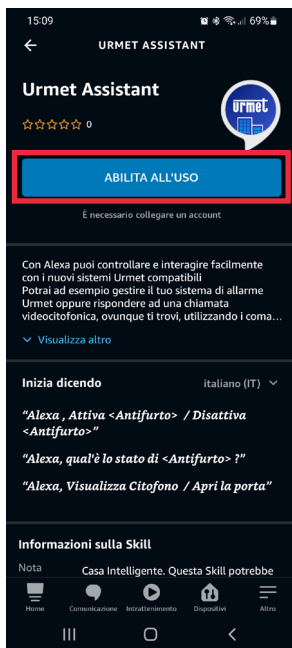 15:09
69%
URMET ASSISTANT
Urmet Assistant
urmet
0
ABILITA ALL'USO
È necessario collegare un account
Con Alexa puoi controllare e interagire facilmente
con i nuovi sistemi Urmet compatibili
Potrai ad esempio gestire il tuo sistema di allarme
Urmet oppure rispondere ad una chiamata
videocitofonica, ovunque ti trovi, utilizzando i coma...
Visualizza altro
Inizia dicendo
italiano (IT)
“Alexa , Attiva <Antifurto> / Disattiva
<Antifurto>”
“Alexa, qual'è lo stato di <Antifurto> ?”
“Alexa, Visualizza Citofono / Apri la porta”
Informazioni sulla Skill
Nota
Casa Intelligente. Questa Skill potrebbe
Home
Comunicazione
Intrattenimento
Dispositivi
Altro